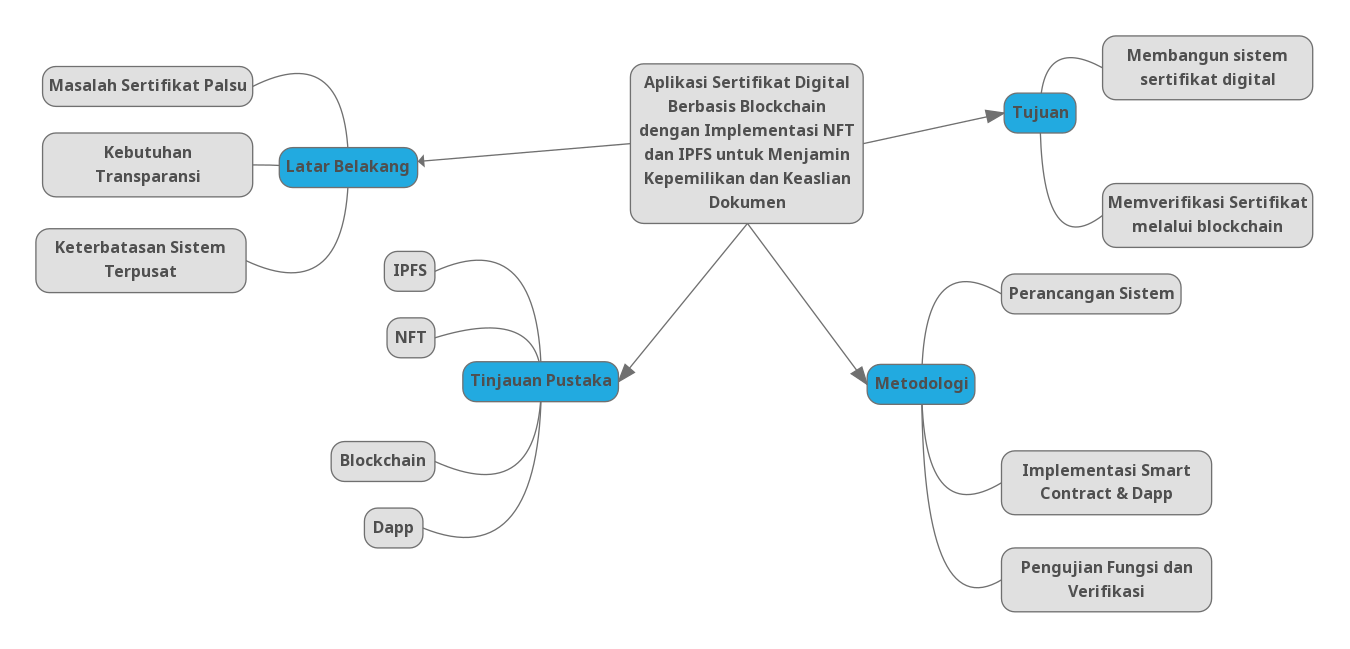 Aplikasi Sertifikat Digital
Berbasis Blockchain
dengan Implementasi NFT
dan IPFS untuk Menjamin
Kepemilikan dan Keaslian
Dokumen
Latar Belakang
Masalah Sertifikat Palsu
Kebutuhan
Transparansi
Keterbatasan Sistem
Terpusat
Tujuan
Membangun sistem
sertifikat digital
Memverifikasi Sertifikat
melalui blockchain
Tinjauan Pustaka
IPFS
NFT
Blockchain
Dapp
Metodologi
Perancangan Sistem
Implementasi Smart
Contract & Dapp
Pengujian Fungsi dan
Verifikasi